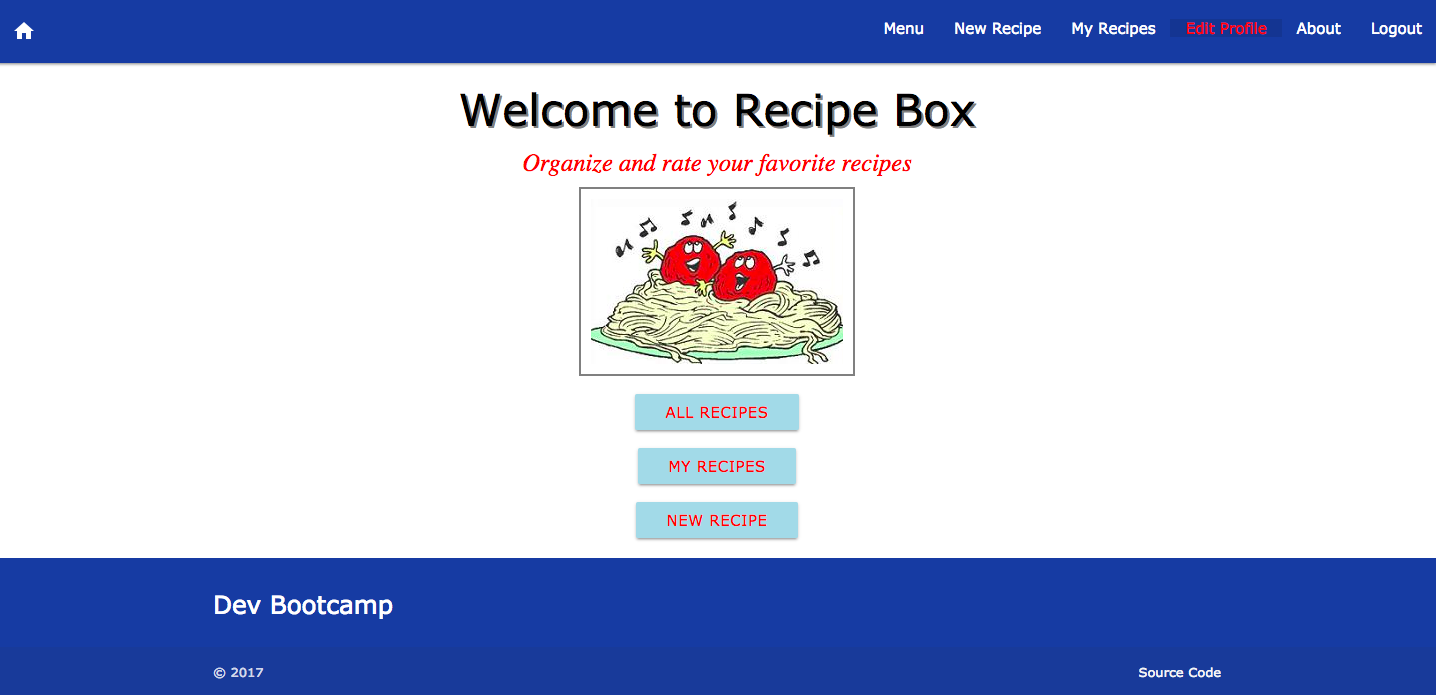 Menu New Recipe My Recipes Edit Profile About Logout
Welcome to Recipe Box
Organize and rate your favorite recipes
ALL RECIPES
MY RECIPES
NEW RECIPE
Dev Bootcamp
© 2017 Source Code